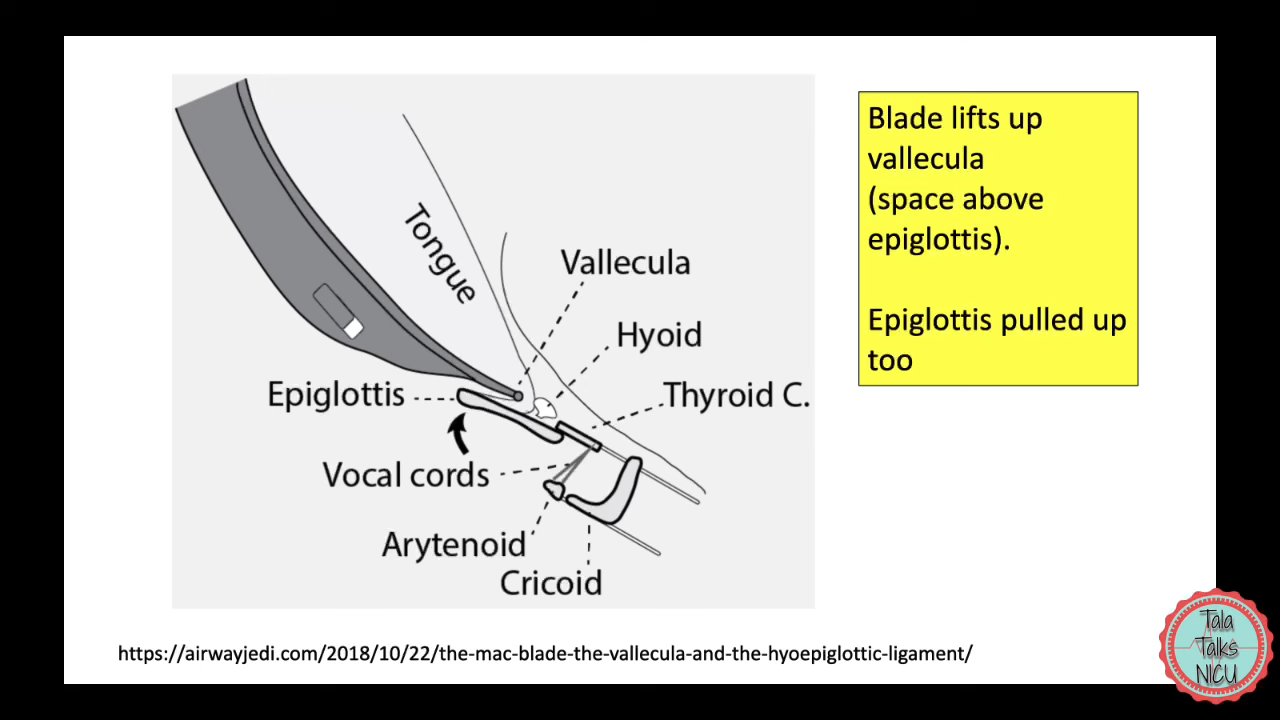 Blade lifts up
vallecula
(space above
epiglottis).
Epiglottis pulled up
too
Tongue
Vallecula
Hyoid
Epiglottis
Thyroid C.
Vocal cords
Arytenoid
Cricoid
https://airwayjedi.com/2018/10/22/the-mac-blade-the-vallecula-and-the-hyoepiglottic-ligament/
Tala
Talks
NICU